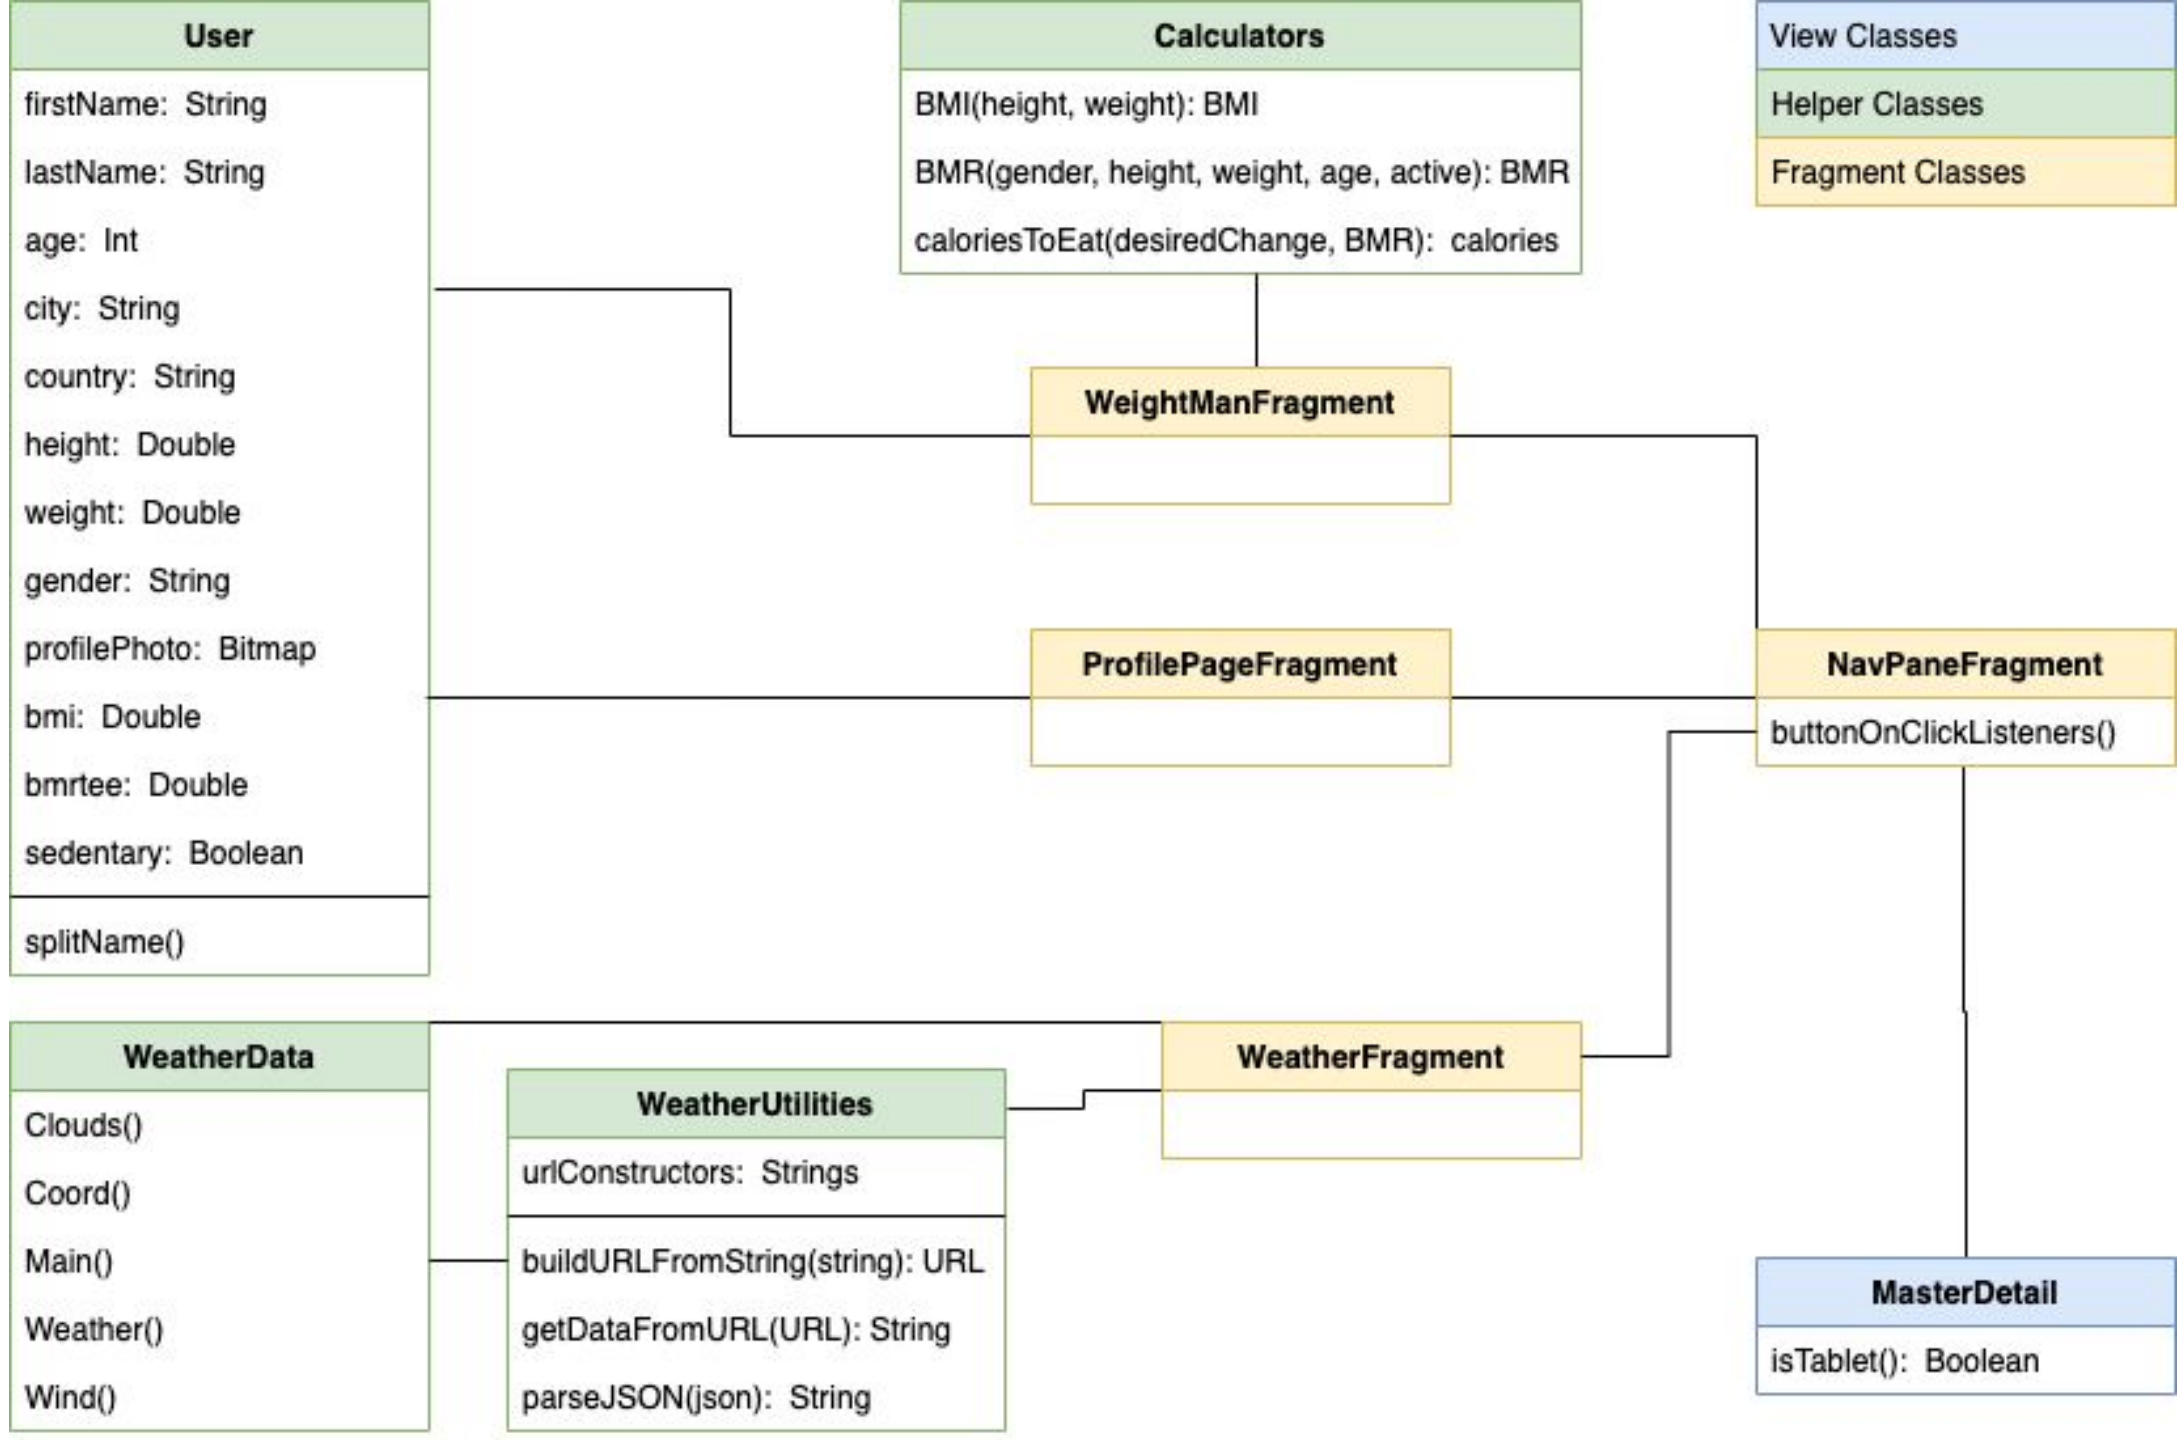 User
firstName: String
lastName: String
age: Int
city: String
country: String
height: Double
weight: Double
gender: String
profilePhoto: Bitmap
bmi: Double
bmrtee: Double
sedentary: Boolean
splitName()
Calculators
BMI(height, weight): BMI
BMR(gender, height, weight, age, active): BMR
caloriesToEat(desiredChange, BMR): calories
View Classes
Helper Classes
Fragment Classes
WeightManFragment
ProfilePageFragment
NavPaneFragment
buttonOnClickListeners()
WeatherData
Clouds()
Coord()
Main()
Weather()
Wind()
WeatherUtilities
urlConstructors: Strings
buildURLFromString(string): URL
getDataFromURL(URL): String
parseJSON(json): String
WeatherFragment
MasterDetail
isTablet(): Boolean